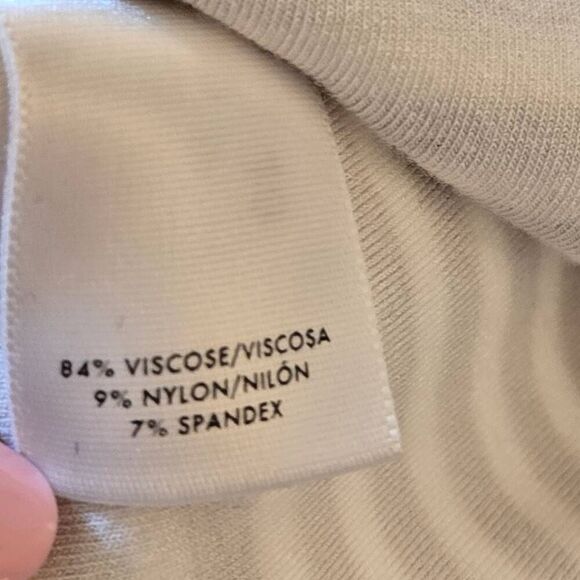 84% VISCOSE/VISCOSA
9% NYLON/NILÓN
7% SPANDEX